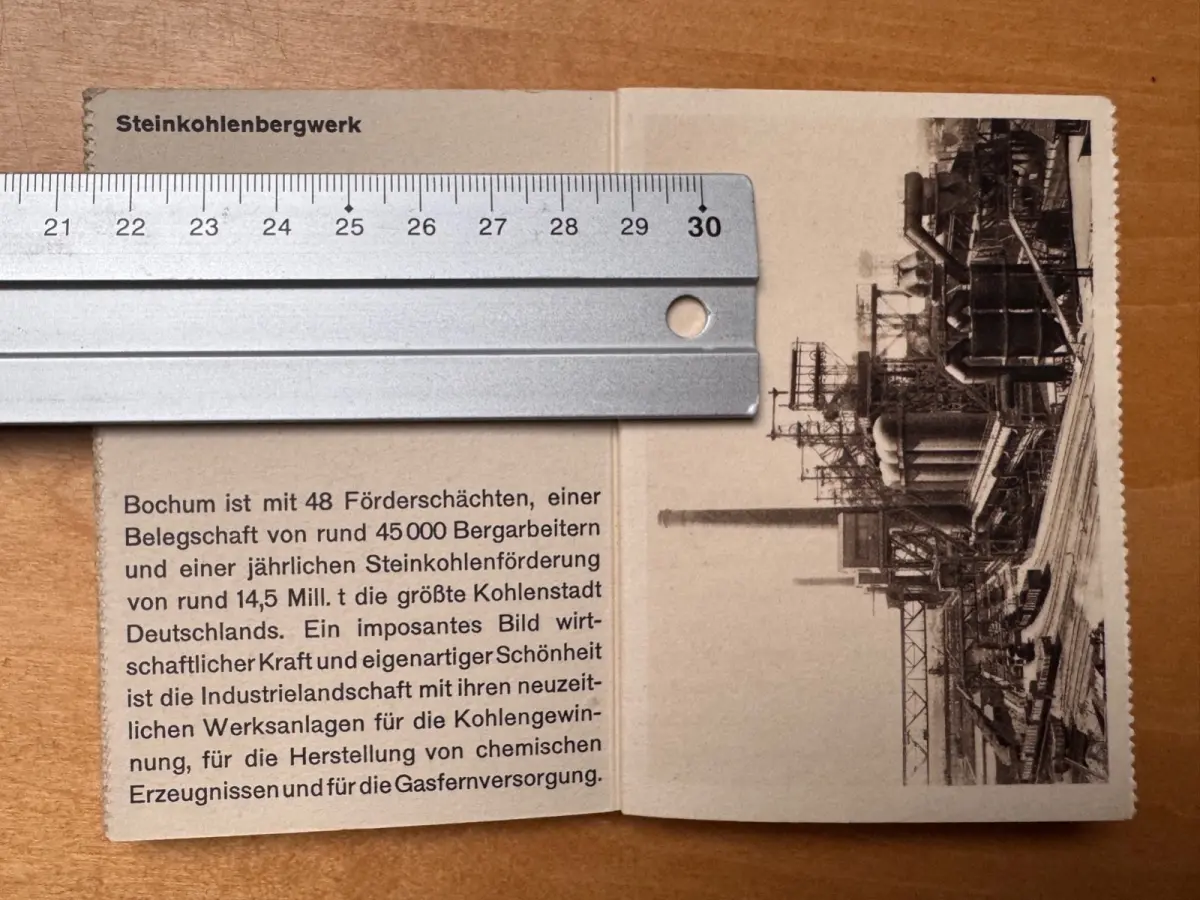 Steinkohlenbergwerk
21 22 23 24 25 26 27 28 29 30
Bochum ist mit 48 Förderschächten, einer
Belegschaft von rund 45 000 Bergarbeitern
und einer jährlichen Steinkohlenförderung
von rund 14,5 Mill. t die größte Kohlenstadt
Deutschlands. Ein imposantes Bild wirt-
schaftlicher Kraft und eigenartiger Schönheit
ist die Industrielandschaft mit ihren neuzeit-
lichen Werksanlagen für die Kohlengewin-
nung, für die Herstellung von chemischen
Erzeugnissen und für die Gasfernversorgung.